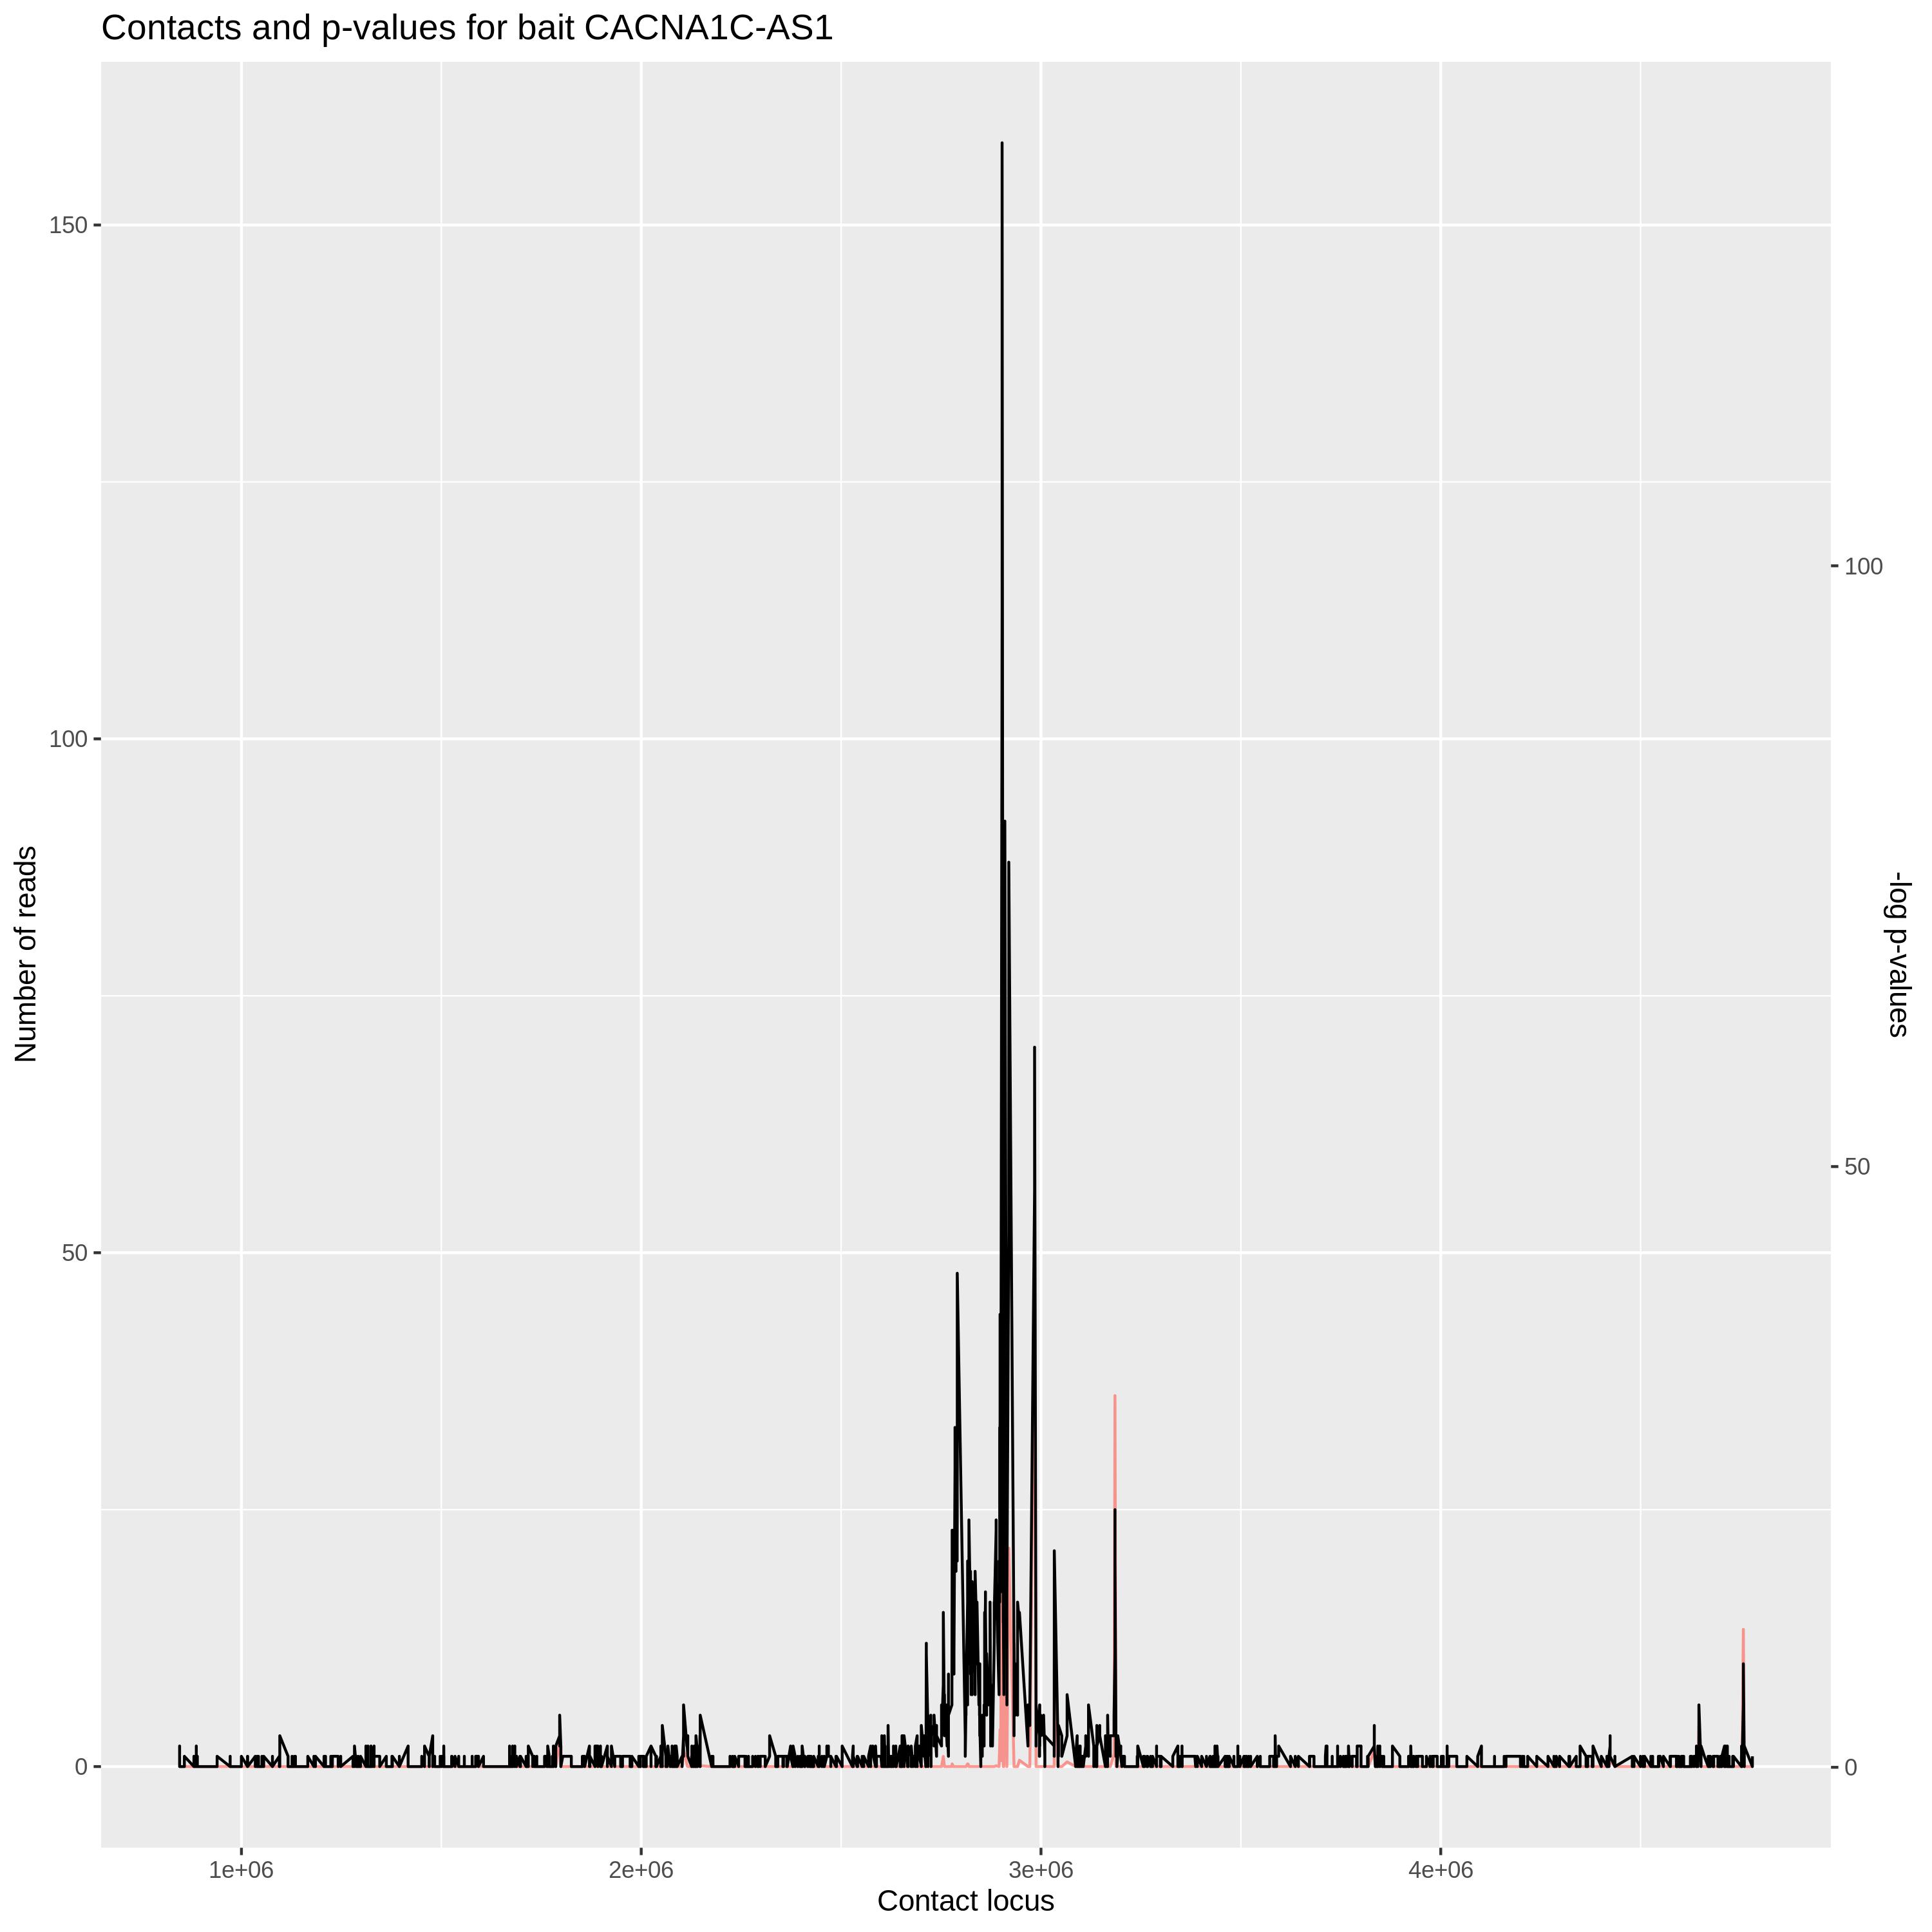 Contacts and p-values for bait CACNA1C-AS1
150
100
50
0
Number of reads
100
50
0
-log p-values
1e+06
2e+06
3e+06
4e+06
Contact locus